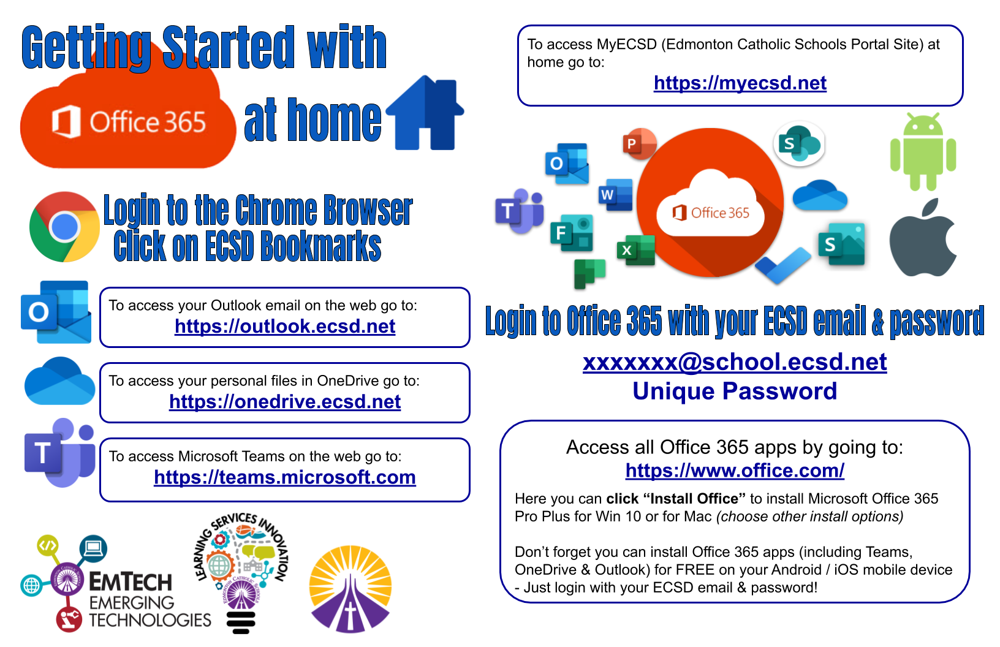 Getting Started with
Office 365
at home
Login to the Chrome Browser
Click on ECSD Bookmarks
O
To access your Outlook email on the web go to:
https://outlook.ecsd.net
To access your personal files in OneDrive go to:
https://onedrive.ecsd.net
T
To access Microsoft Teams on the web go to:
https://teams.microsoft.com
</>
EDMONTON CATHOLIC SCHOOLS
EMTECH
EMERGING
TECHNOLOGIES
LEARNING SERVICES INNOVATION
EDMONTON CATHOLIC SCHOOLS
To access MyECSD (Edmonton Catholic Schools Portal Site) at
home go to:
https://myecsd.net
P
S
O
W
T
Office 365
F
X
S
Login to Office 365 with your ECSD email & password
xxxxxxx@school.ecsd.net
Unique Password
Access all Office 365 apps by going to:
https://www.office.com/
Here you can click “Install Office” to install Microsoft Office 365
Pro Plus for Win 10 or for Mac (choose other install options)
Don’t forget you can install Office 365 apps (including Teams,
OneDrive & Outlook) for FREE on your Android / iOS mobile device
- Just login with your ECSD email & password!